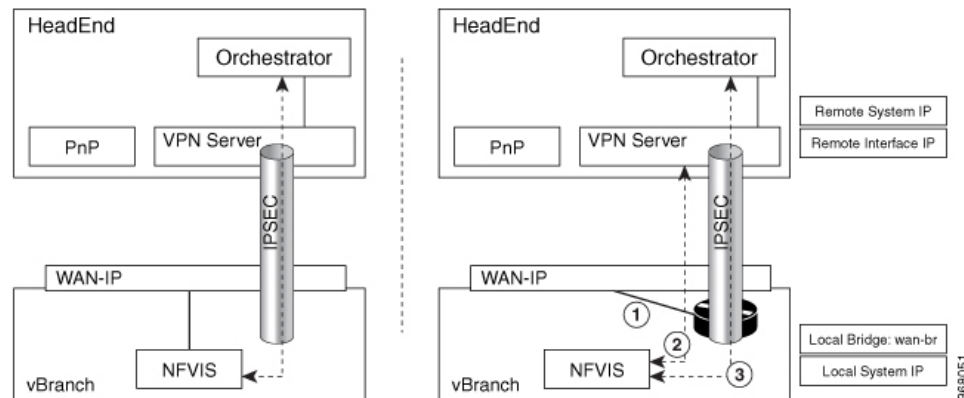 HeadEnd
Orchestrator
PnP
VPN Server
IPSEC
WAN-IP
NFVIS
vBranch
HeadEnd
Orchestrator
PnP
VPN Server
IPSEC
WAN-IP
1
2
3
NFVIS
vBranch
Remote System IP
Remote Interface IP
Local Bridge: wan-br
Local System IP
368051